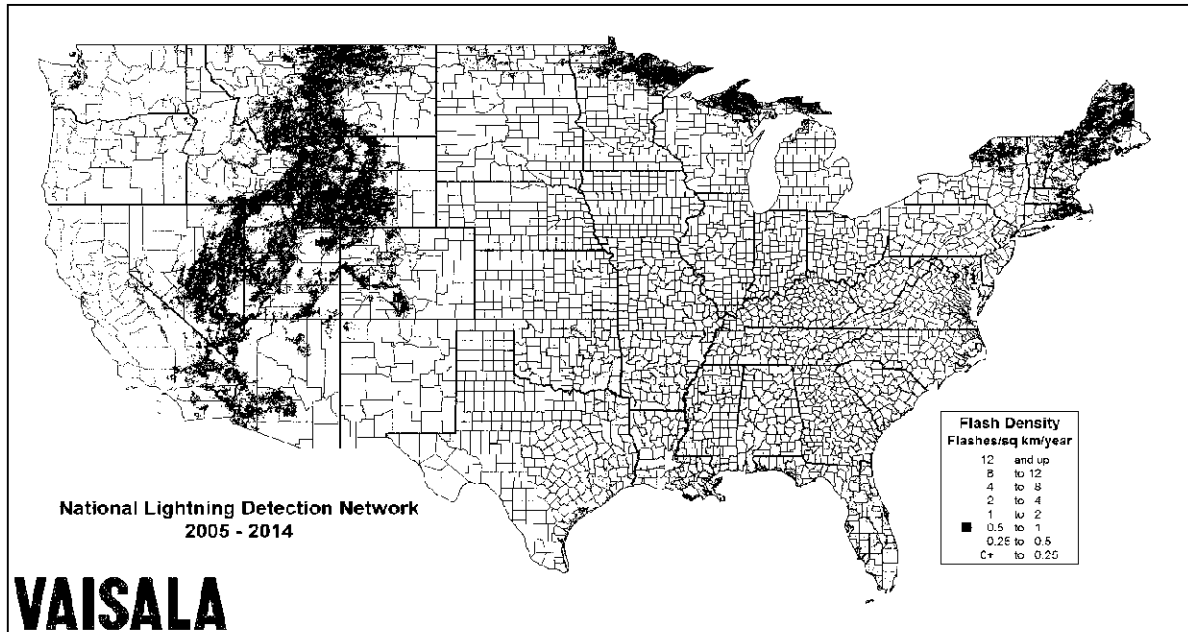 National Lightning Detection Network
2005 - 2014
VAISALA
Flash Density
Flashes/sq km/year
12 and up
8 to 12
4 to 8
2 to 4
1 to 2
0.5 to 1
0.25 to 0.5
0+ to 0.25